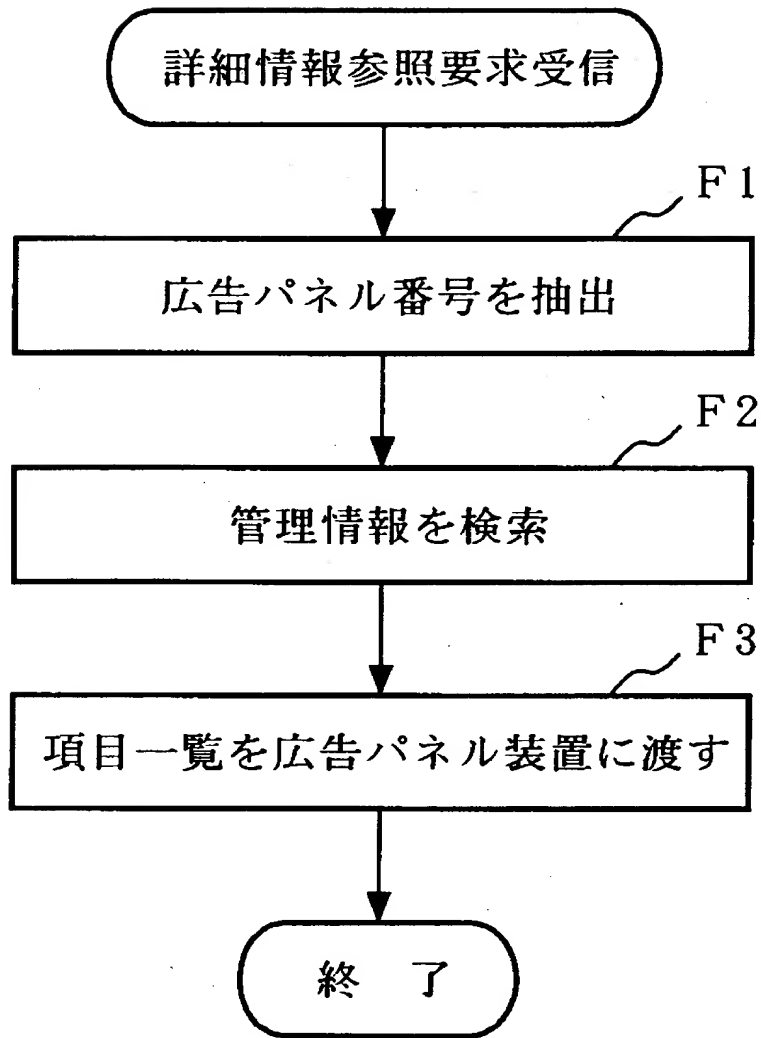 詳細情報参照要求受信
F1
広告パネル番号を抽出
F2
管理情報を検索
F3
項目一覧を広告パネル装置に渡す
終 了